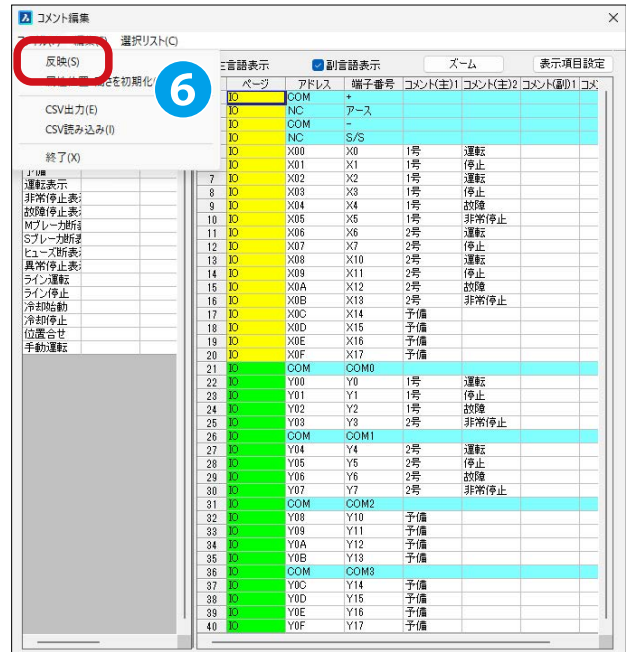 コメント編集
編集(E) 選択リスト(C)
反映(S)
高さを初期化
CSV出力(E)
CSV読み込み(I)
終了(X)
6
主言語表示 副言語表示 ズーム 表示項目設定
ページ アドレス 端子番号 コメント(主)1 コメント(主)2 コメント(副)1
IO COM +
IO NC アース
IO COM -
IO NC S/S
IO X00 X0 1号 運転
IO X01 X1 1号 停止
7 IO X02 X2 1号 運転
8 IO X03 X3 1号 停止
9 IO X04 X4 1号 故障
10 IO X05 X5 1号 非常停止
11 IO X06 X6 2号 運転
12 IO X07 X7 2号 停止
13 IO X08 X10 2号 運転
14 IO X09 X11 2号 停止
15 IO X0A X12 2号 故障
16 IO X0B X13 2号 非常停止
17 IO X0C X14 予備
18 IO X0D X15 予備
19 IO X0E X16 予備
20 IO X0F X17 予備
21 IO COM COM0
22 IO Y00 Y0 1号 運転
23 IO Y01 Y1 1号 停止
24 IO Y02 Y2 1号 故障
25 IO Y03 Y3 2号 非常停止
26 IO COM COM1
27 IO Y04 Y4 2号 運転
28 IO Y05 Y5 2号 停止
29 IO Y06 Y6 2号 故障
30 IO Y07 Y7 2号 非常停止
31 IO COM COM2
32 IO Y08 Y10 予備
33 IO Y09 Y11 予備
34 IO Y0A Y12 予備
35 IO Y0B Y13 予備
36 IO COM COM3
37 IO Y0C Y14 予備
38 IO Y0D Y15 予備
39 IO Y0E Y16 予備
40 IO Y0F Y17 予備
予備
運転表示
非常停止表
故障停止表
Mブレーカ断
Sブレーカ断
ヒューズ断表
異常停止表
ライン運転
ライン停止
冷却始動
冷却停止
位置合せ
手動運転